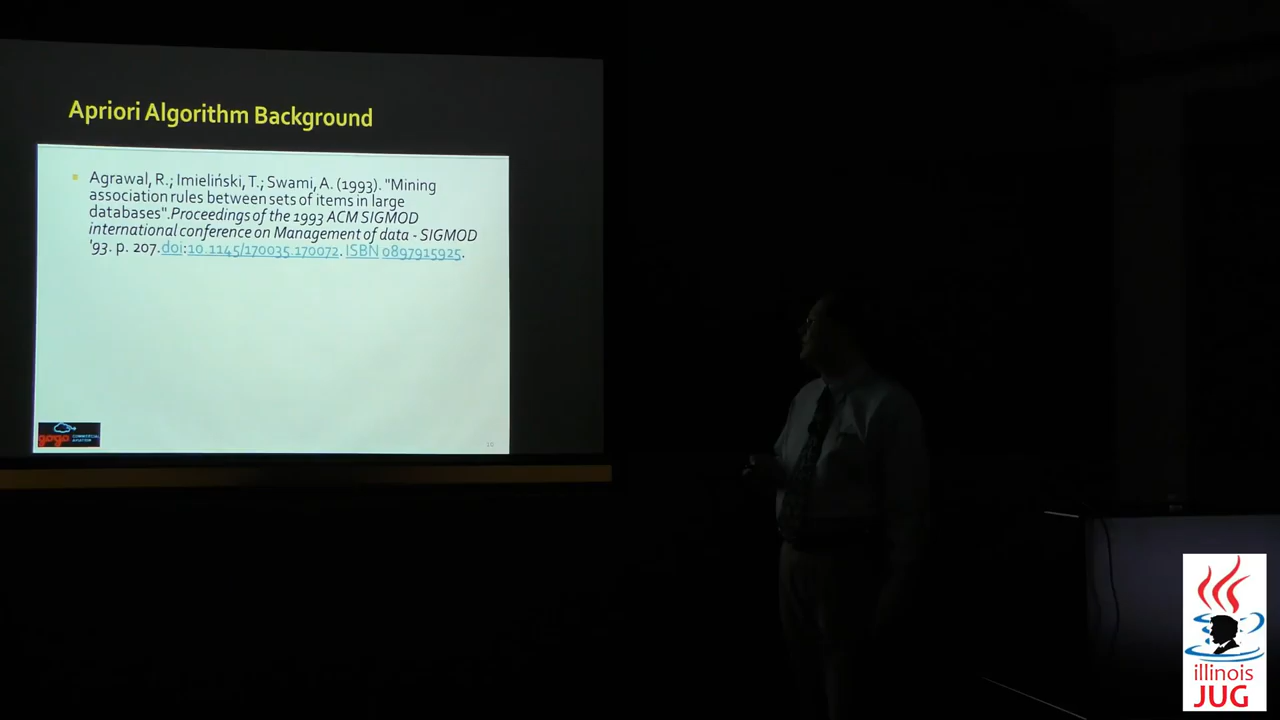 Apriori Algorithm Background
Agrawal, R.; Imieliński, T.; Swami, A. (1993). "Mining
association rules between sets of items in large
databases".Proceedings of the 1993 ACM SIGMOD
international conference on Management of data - SIGMOD
'93. p. 207.doi:10.1145/170035.170072. ISBN 0897915925.
gogo COMMERCIAL
AVIATION
illinois
JUG